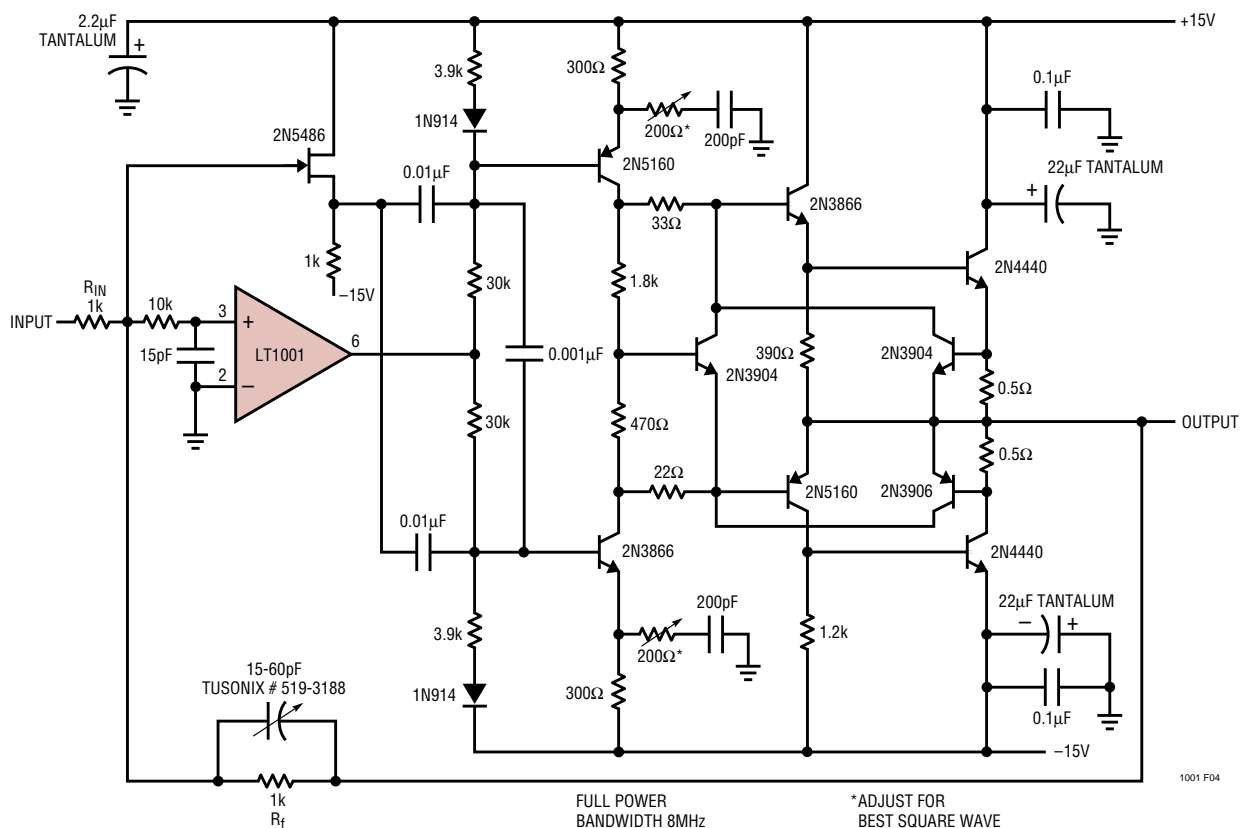 2.2µF
TANTALUM
+
+15V
3.9k
300Ω
0.1µF
1N914
200Ω*
200pF
2N5486
2N5160
22µF TANTALUM
+
0.01µF
2N3866
33Ω
1k
–15V
30k
1.8k
2N4440
RIN
1k
10k
INPUT
3
+
6
LT1001
15pF
2
–
0.001µF
2N3904
390Ω
2N3904
0.5Ω
30k
470Ω
OUTPUT
0.5Ω
22Ω
2N5160
2N3906
0.01µF
2N3866
2N4440
3.9k
200pF
22µF TANTALUM
–
+
200Ω*
1.2k
15-60pF
TUSONIX # 519-3188
1N914
300Ω
0.1µF
–15V
1k
Rf
FULL POWER
BANDWIDTH 8MHz
*ADJUST FOR
BEST SQUARE WAVE
1001 F04